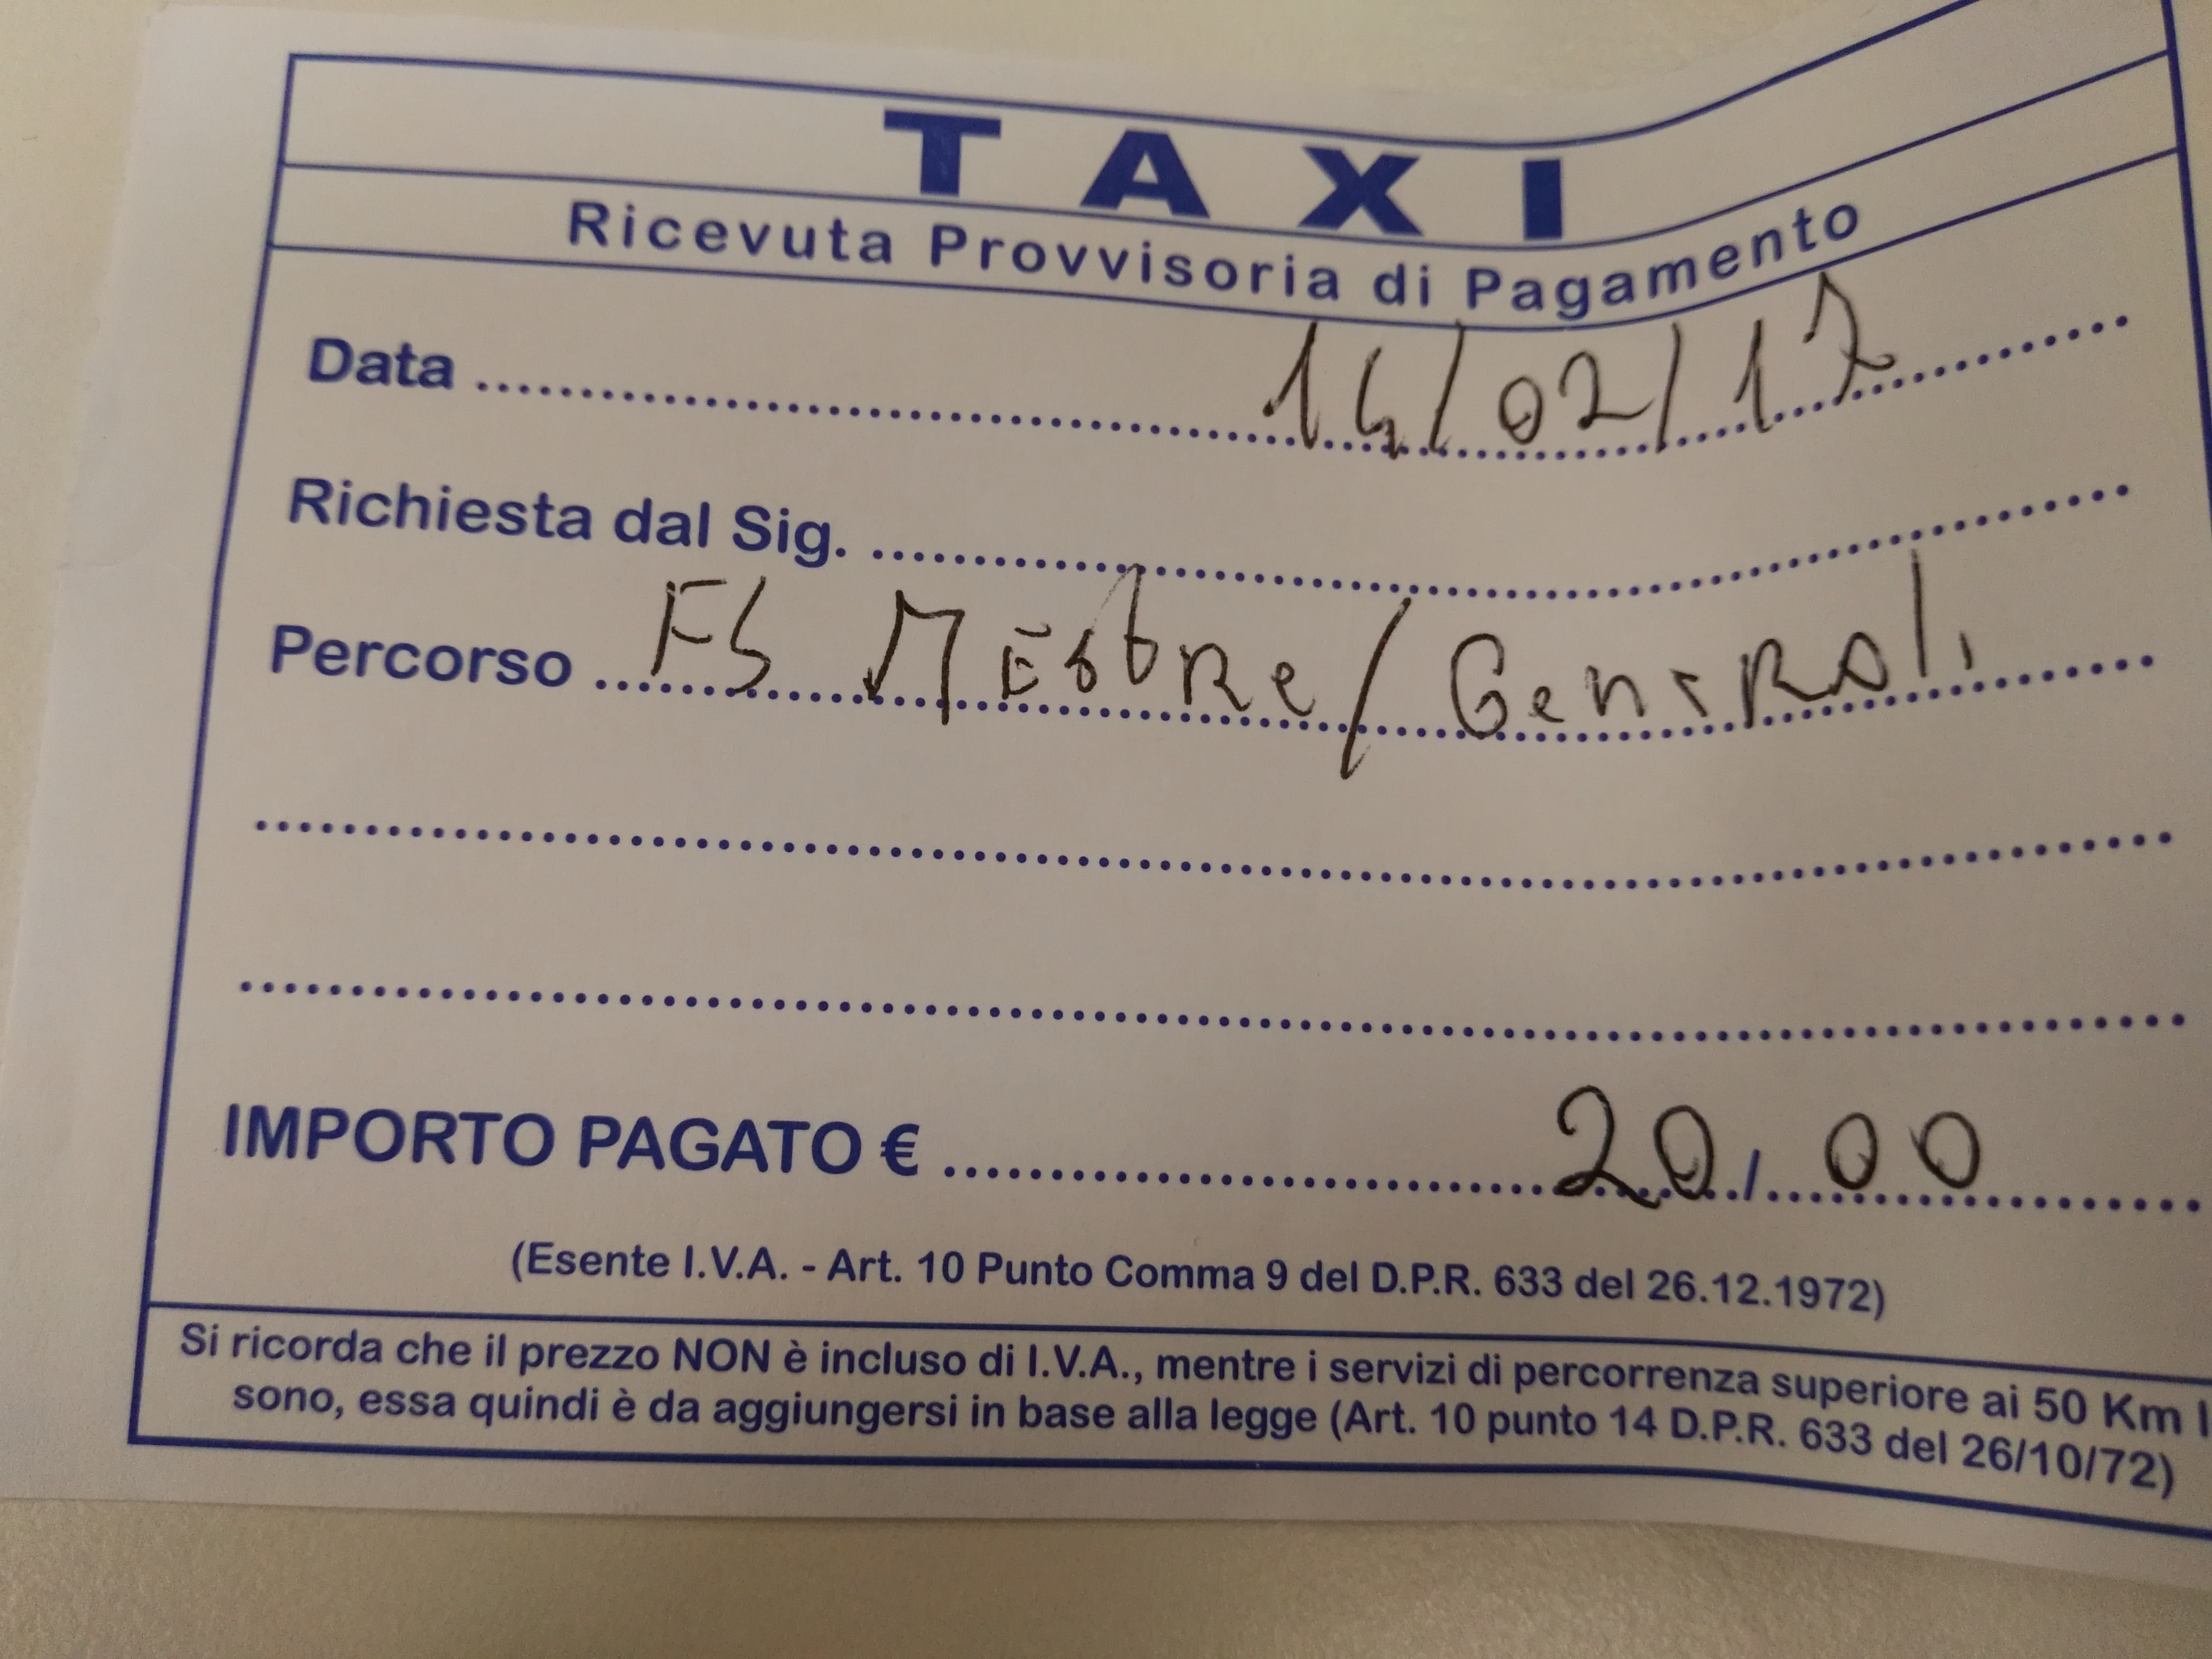 TAXI
Ricevuta Provvisoria di Pagamento
Data 14/02/17
Richiesta dal Sig.
Percorso FS MEstRe/Generali
IMPORTO PAGATO € 20,00
(Esente I.V.A. - Art. 10 Punto Comma 9 del D.P.R. 633 del 26.12.1972)
Si ricorda che il prezzo NON è incluso di I.V.A., mentre i servizi di percorrenza superiore ai 50 Km
sono, essa quindi è da aggiungersi in base alla legge (Art. 10 punto 14 D.P.R. 633 del 26/10/72)